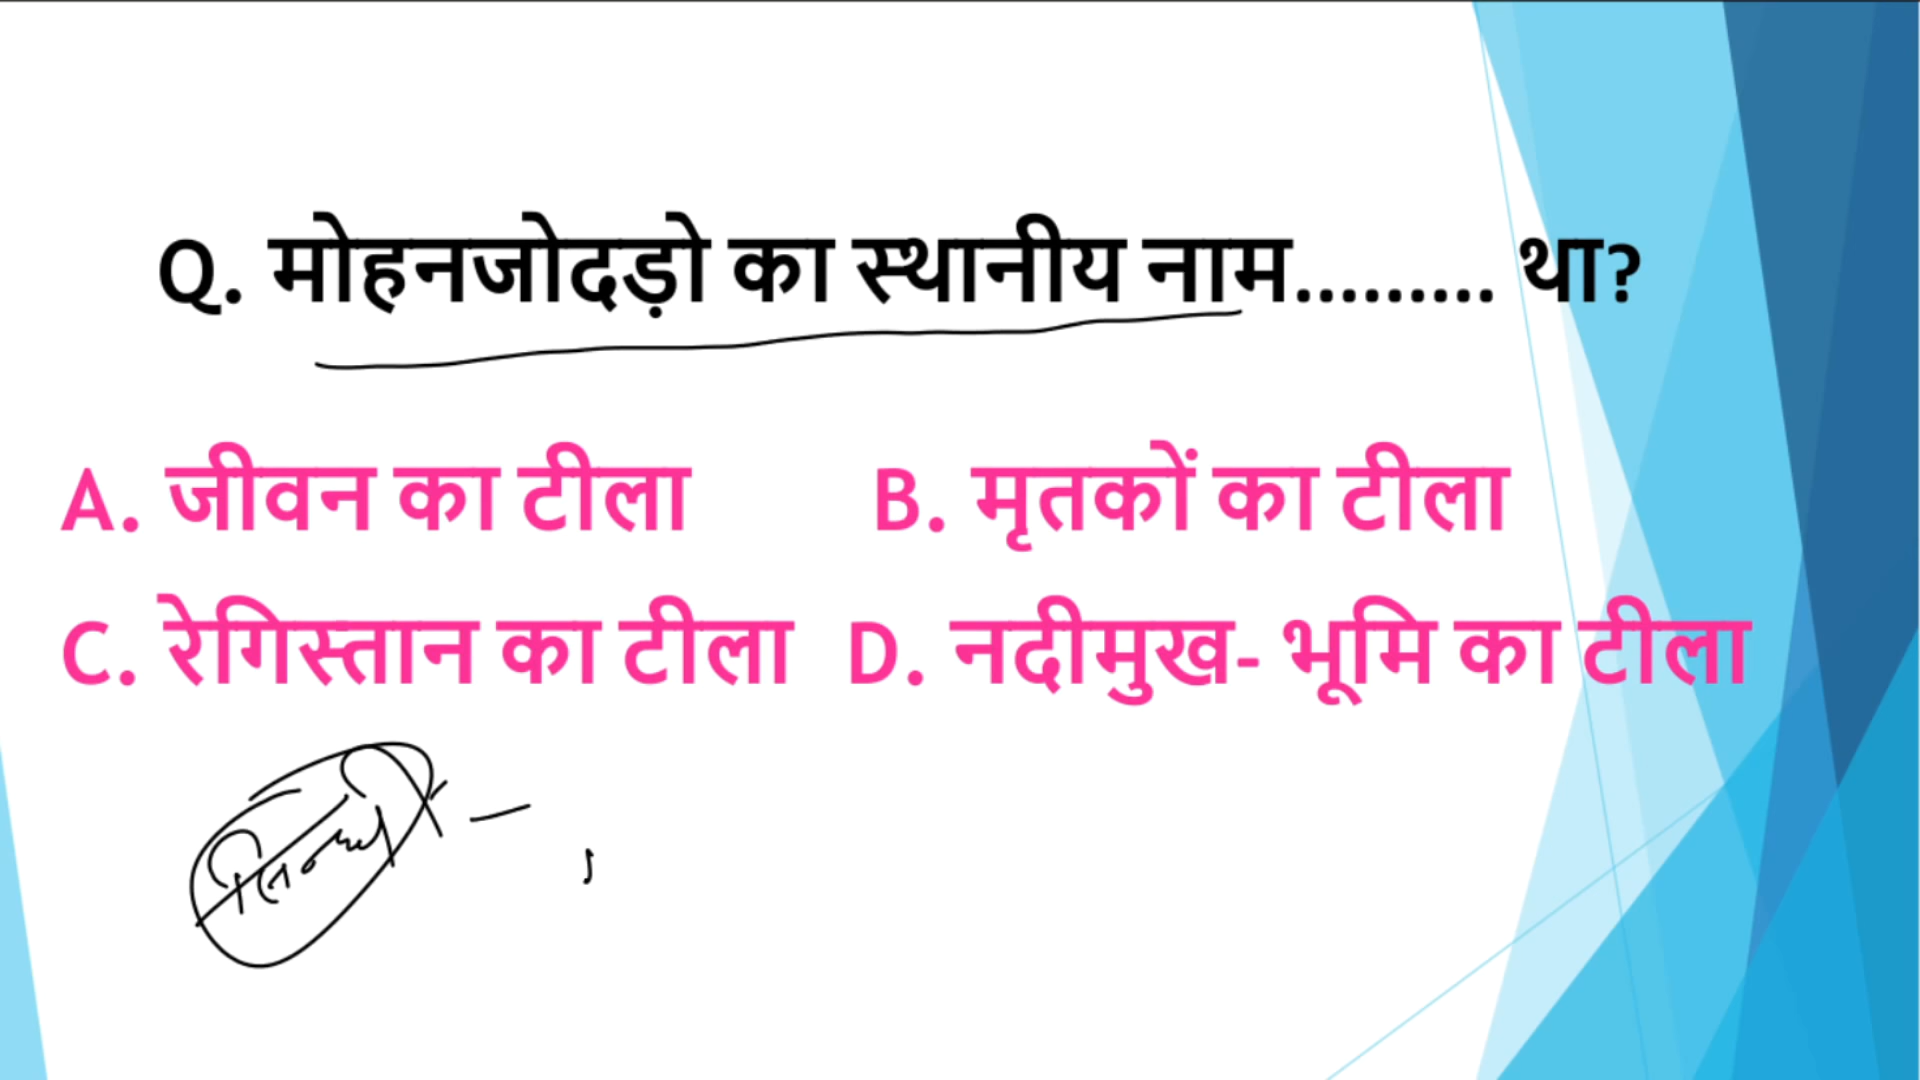 Q. मोहनजोदड़ो का स्थानीय नाम......... था?
A. जीवन का टीला B. मृतकों का टीला
C. रेगिस्तान का टीला D. नदीमुख- भूमि का टीला